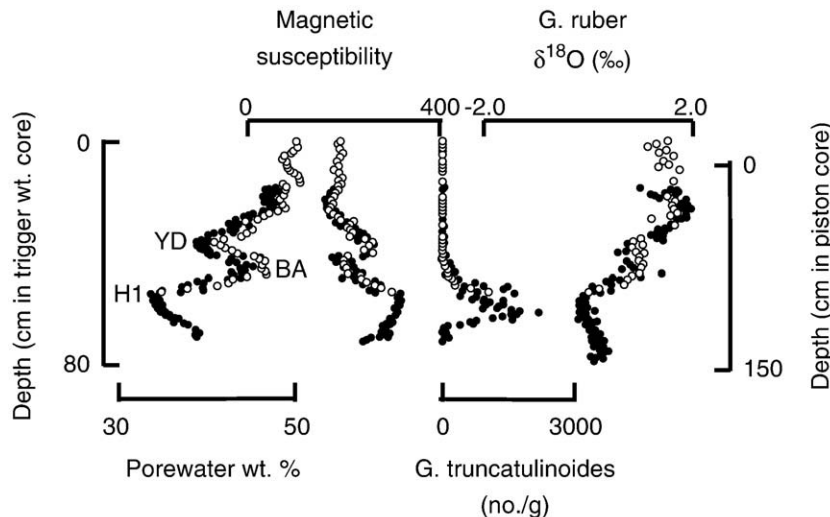 Magnetic
susceptibility
G. ruber
δ18O (‰)
0
400
-2.0
2.0
Depth (cm in trigger wt. core)
0
80
YD
BA
H1
0
150
Depth (cm in piston core)
30
50
0
3000
Porewater wt. %
G. truncatulinoides
(no./g)